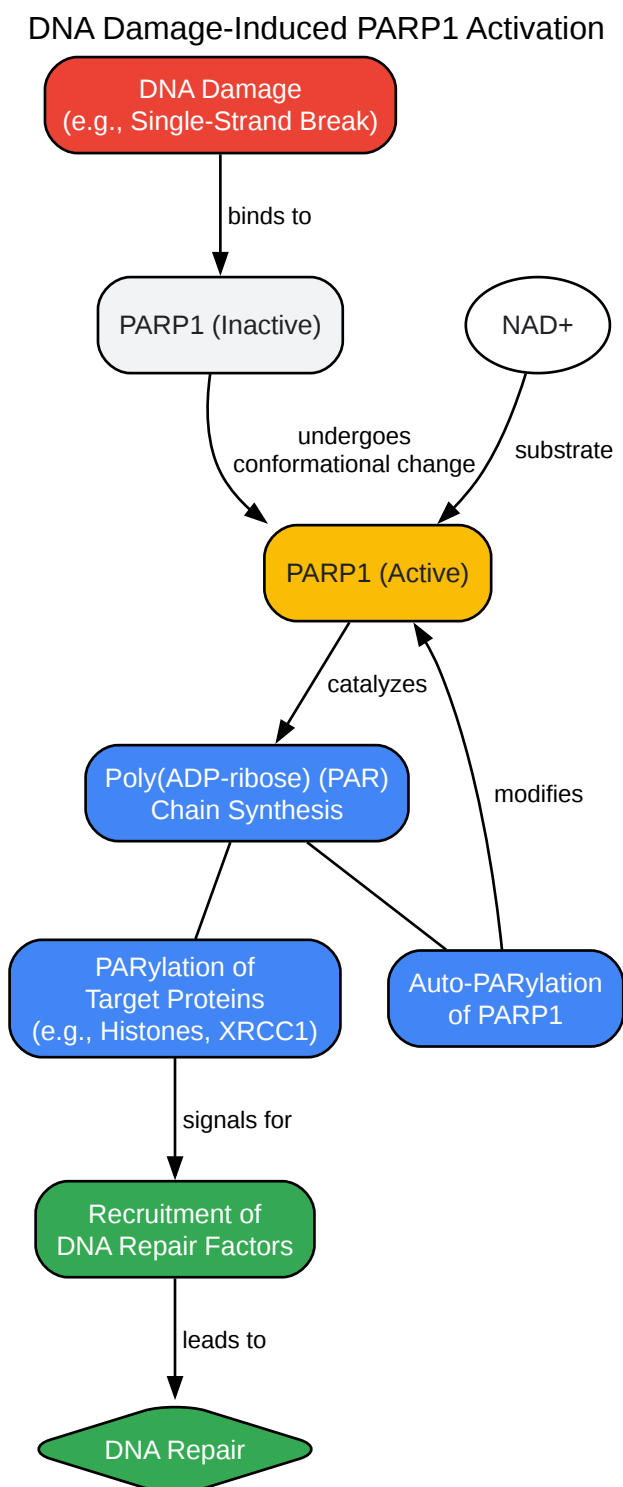 DNA Damage-Induced PARP1 Activation
DNA Damage
(e.g., Single-Strand Break)
binds to
PARP1 (Inactive)
NAD+
undergoes
conformational change
substrate
PARP1 (Active)
catalyzes
Poly(ADP-ribose) (PAR)
Chain Synthesis
modifies
PARylation of
Target Proteins
(e.g., Histones, XRCC1)
Auto-PARylation
of PARP1
signals for
Recruitment of
DNA Repair Factors
leads to
DNA Repair